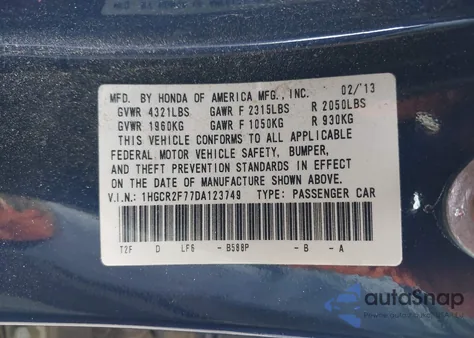 MFD. BY HONDA OF AMERICA MFG., INC. 02/'13
GVWR 4321LBS GAWR F 2315LBS R 2050LBS
GVWR 1960KG GAWR F 1050KG R 930KG
THIS VEHICLE CONFORMS TO ALL APPLICABLE
FEDERAL MOTOR VEHICLE SAFETY, BUMPER,
AND THEFT PREVENTION STANDARDS IN EFFECT
ON THE DATE OF MANUFACTURE SHOWN ABOVE.
V.I.N.: 1HGCR2F77DA123749 TYPE: PASSENGER CAR
T2F D LF6 -B588P -B -A
autoSnap